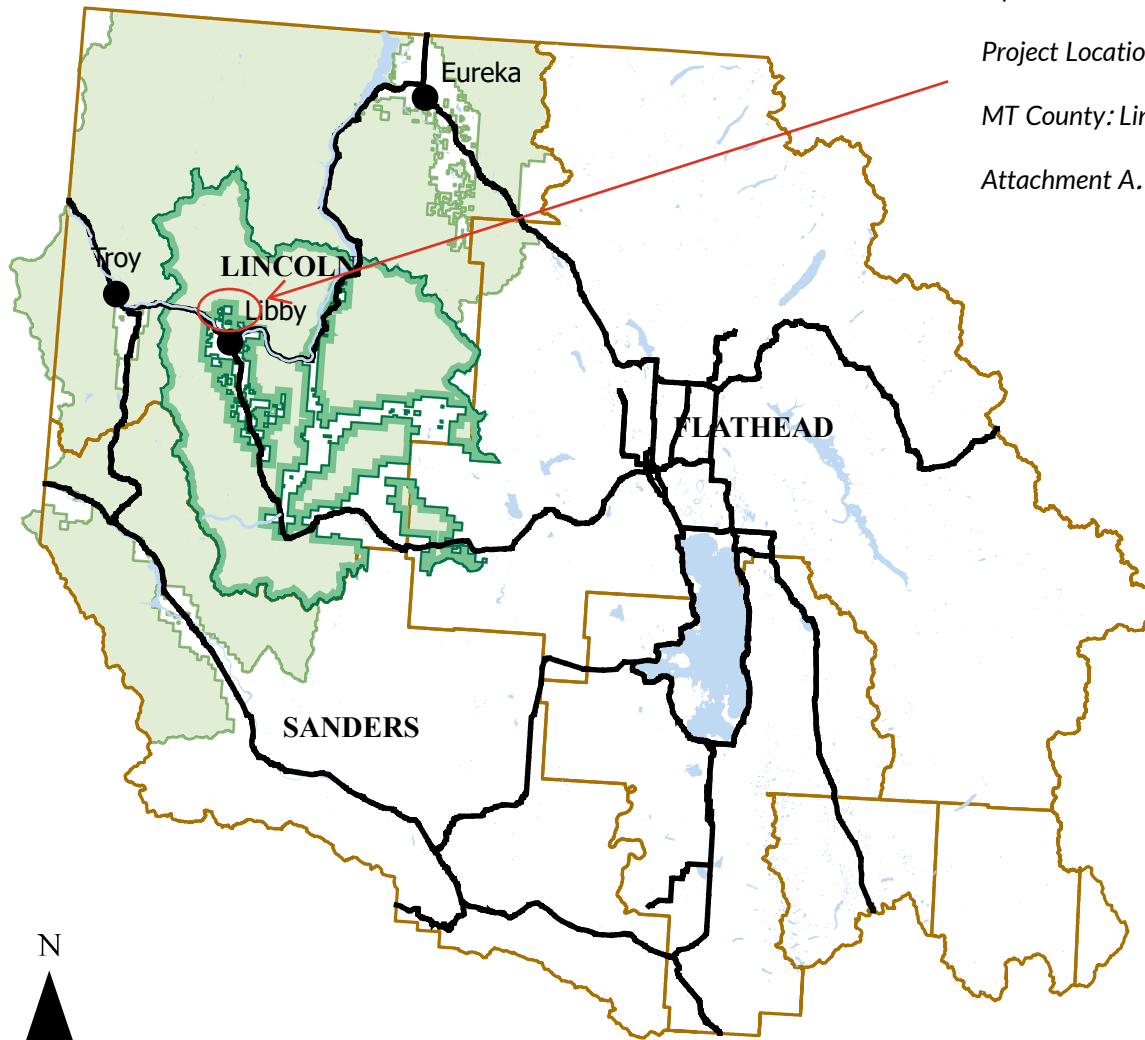 Eureka
Project Locatio
MT County: Lin
Attachment A.
Troy
LINCOLN
Libby
FLATHEAD
SANDERS
N